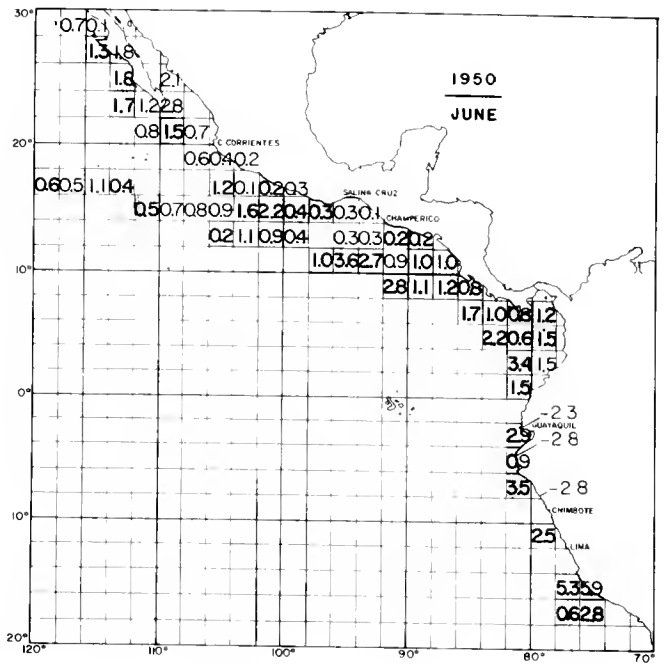 30°
0.7 0.1
1.3 1.8
1.8 2.1
1950
1.7 1.2 2.8
JUNE
0.8 1.5 0.7
20°
C CORRIENTES
0.6 0.4 0.2
0.6 0.5 1.1 0.4 1.2 0.1 0.2 0.3
SALINA CRUZ
0.5 0.7 0.8 0.9 1.6 2.2 0.4 0.3 0.3 0.1
CHAMPERICO
0.2 1.1 0.9 0.4 0.3 0.3 0.2 0.2
1.0 3.6 2.7 0.9 1.0 1.0
10°
2.8 1.1 1.2 0.8
1.7 1.0 0.8 1.2
2.2 0.6 1.5
3.4 1.5
1.5
0°
-2.3
GUAYAQUIL
2.9 -2.8
0.9
3.5 -2.8
CHIMBOTE
10°
2.5
LIMA
5.3 5.9
0.6 2.8
20°
120° 110° 100° 90° 80° 70°